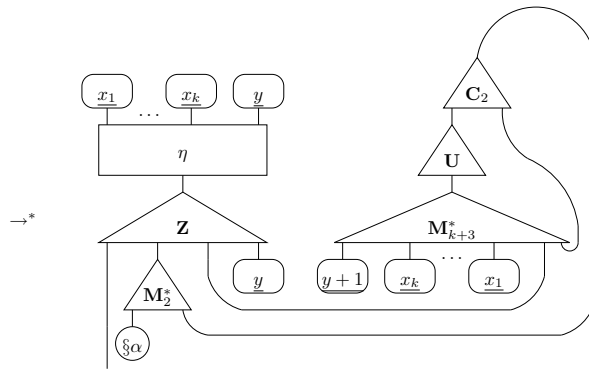 C₂
x₁ … xₖ y
η U
→* Z M*ₖ₊₃
y y+1 xₖ … x₁
M*₂
§α